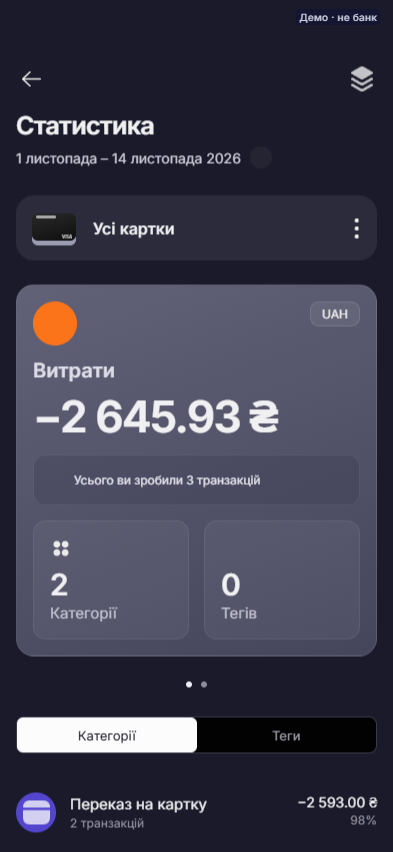 Демо · не банк
Статистика
1 листопада – 14 листопада 2026
VISA
Усі картки
UAH
Витрати
−2 645.93 ₴
Усього ви зробили 3 транзакцій
2
Категорії
0
Тегів
Категорії
Теги
Переказ на картку
−2 593.00 ₴
2 транзакцій
98%